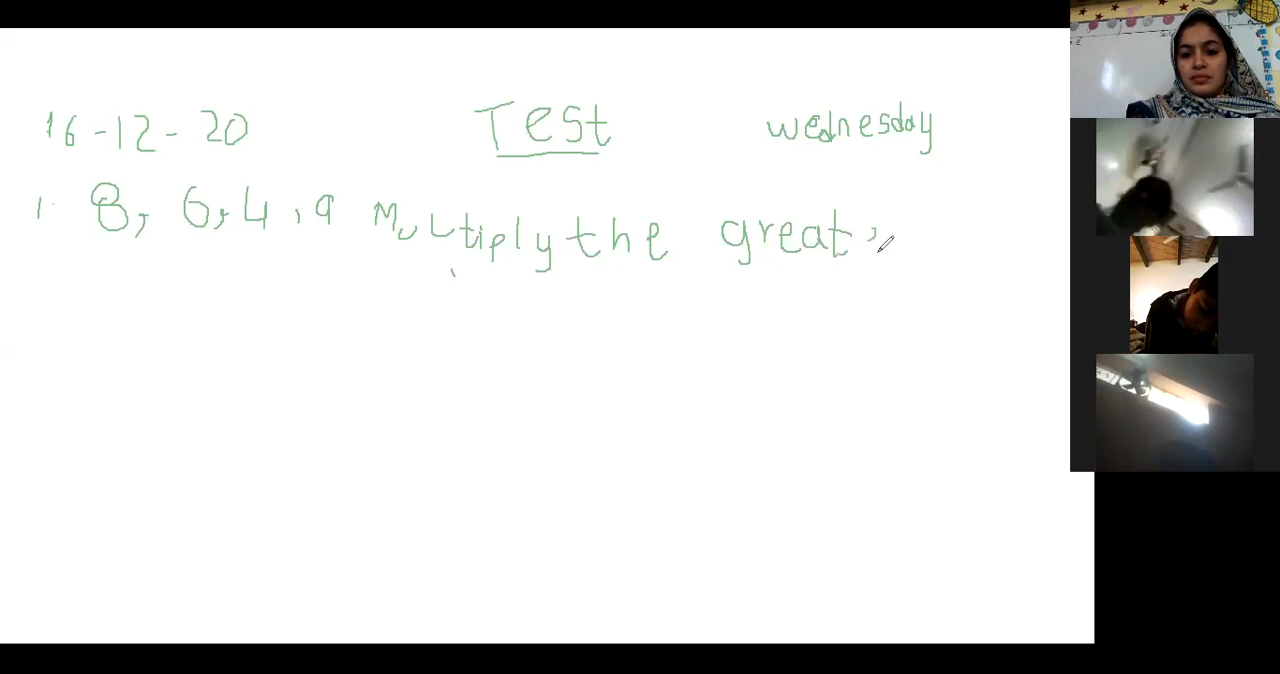 16-12-20 Test Wednesday
1. 8, 6, 4, 9 Multiply the great